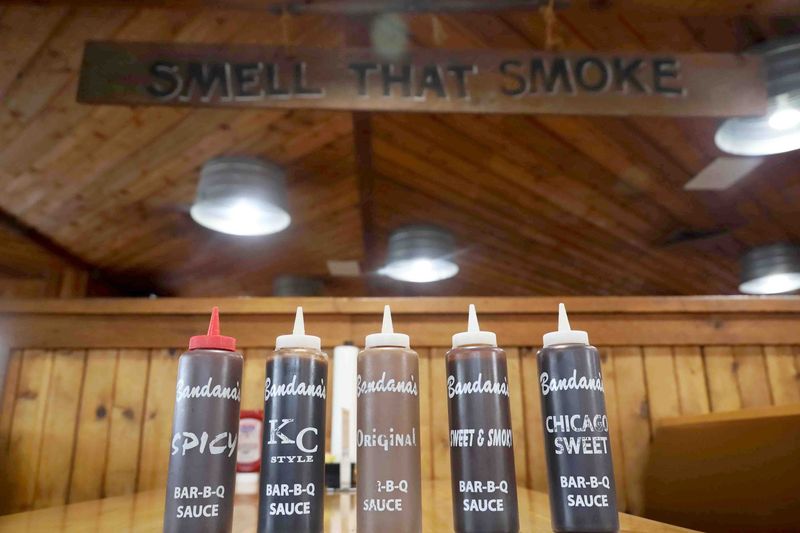 SMELL THAT SMOKE
Bandana's
SPICY
BAR-B-Q
SAUCE
Bandana's
KC
STYLE
BAR-B-Q
SAUCE
Bandana's
Original
-B-Q
SAUCE
Bandana's
SWEET & SMOKY
BAR-B-Q
SAUCE
Bandana's
CHICAGO
SWEET
BAR-B-Q
SAUCE